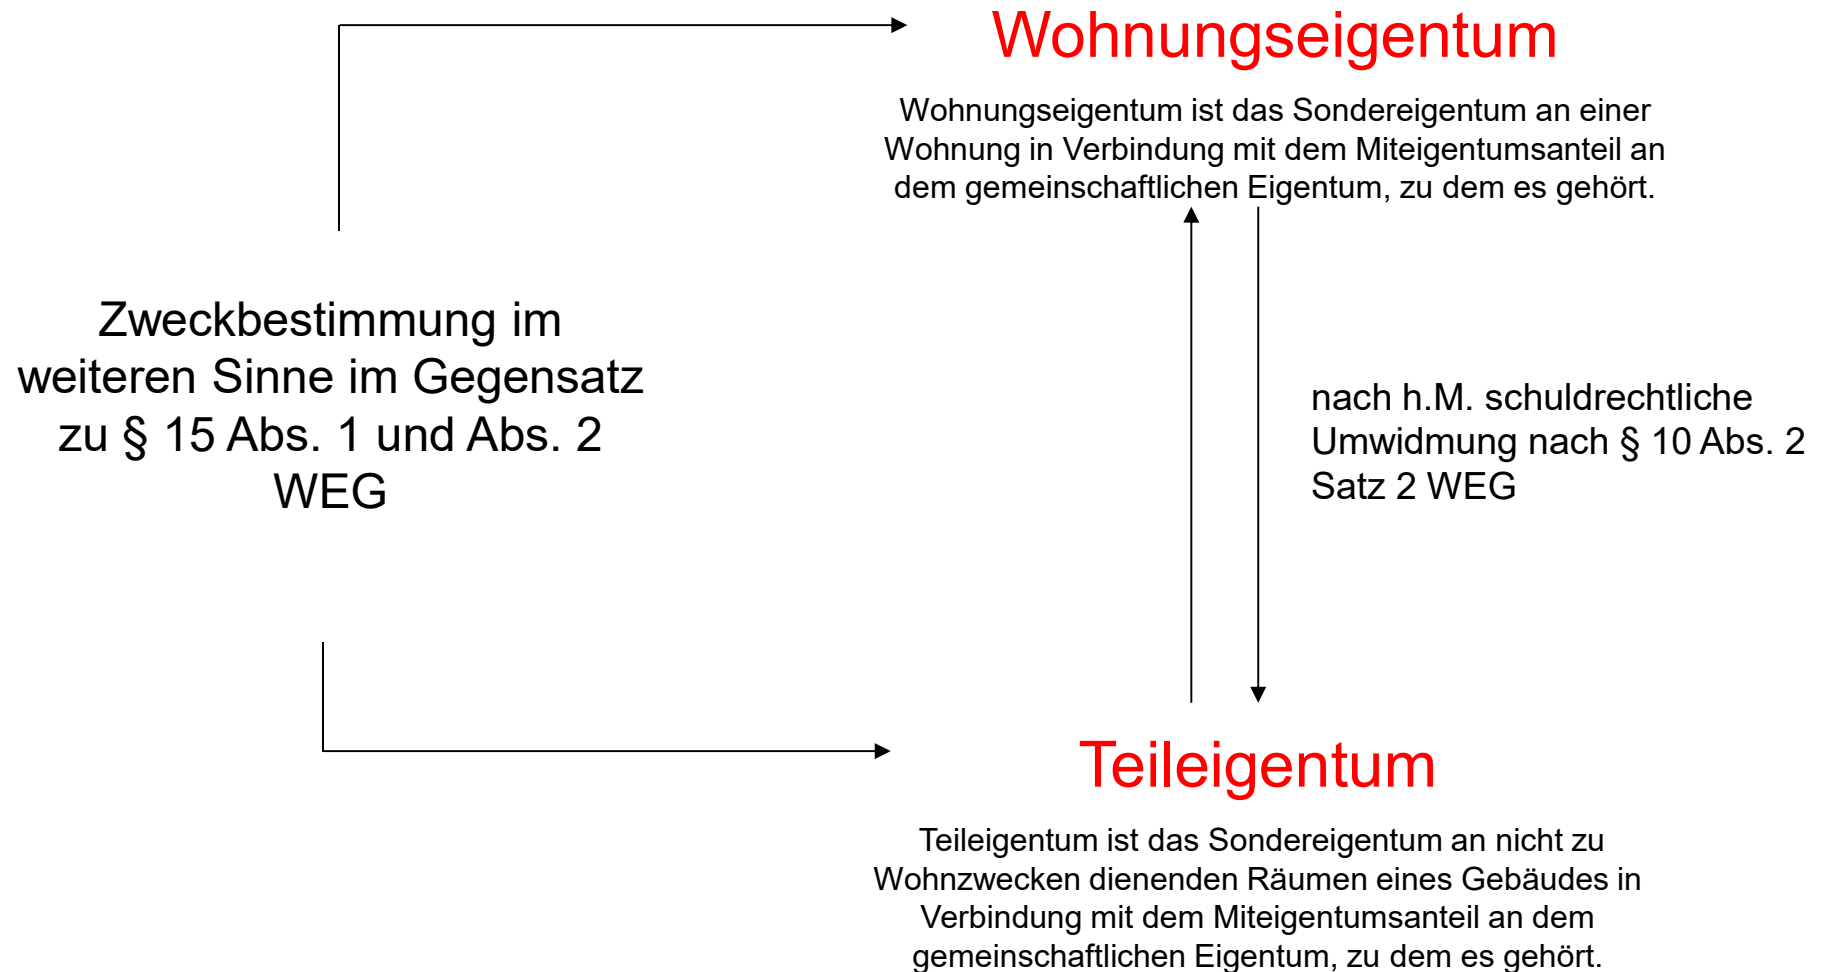 Wohnungseigentum
Wohnungseigentum ist das Sondereigentum an einer
Wohnung in Verbindung mit dem Miteigentumsanteil an
dem gemeinschaftlichen Eigentum, zu dem es gehört.
Zweckbestimmung im
weiteren Sinne im Gegensatz
zu § 15 Abs. 1 und Abs. 2
WEG
nach h.M. schuldrechtliche
Umwidmung nach § 10 Abs. 2
Satz 2 WEG
Teileigentum
Teileigentum ist das Sondereigentum an nicht zu
Wohnzwecken dienenden Räumen eines Gebäudes in
Verbindung mit dem Miteigentumsanteil an dem
gemeinschaftlichen Eigentum, zu dem es gehört.